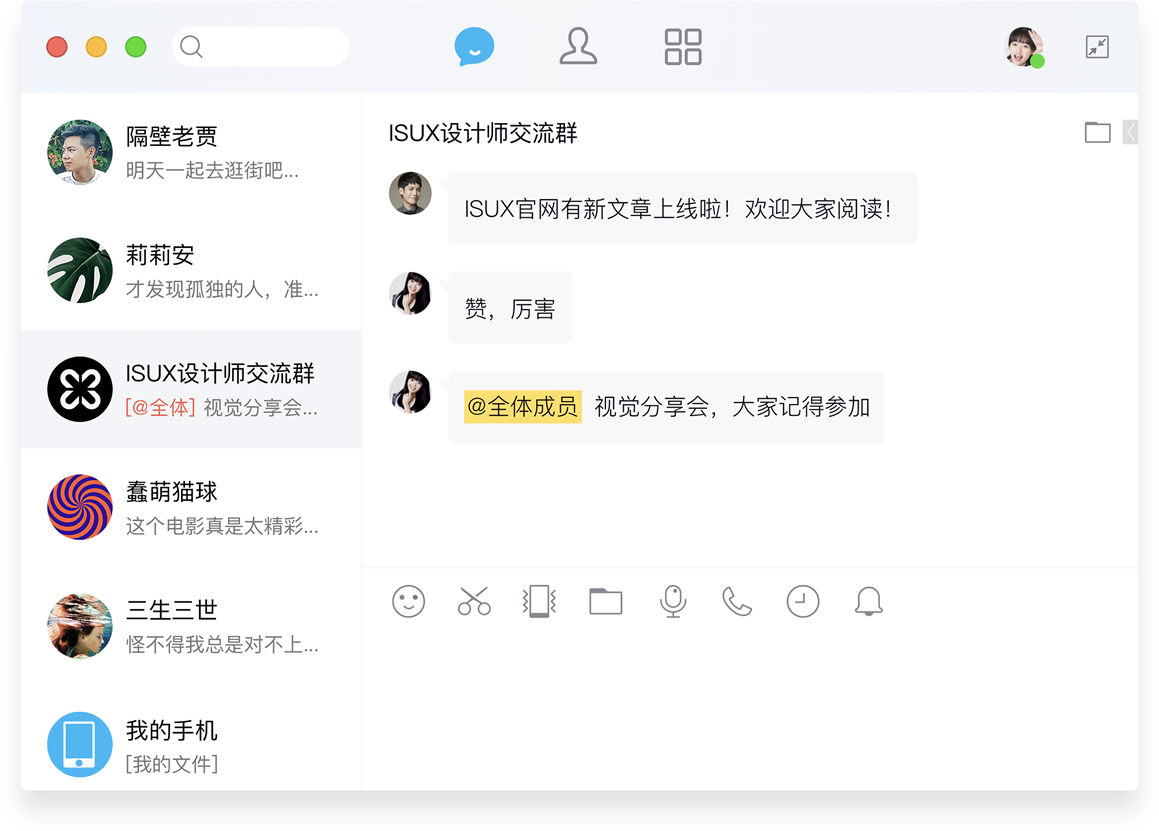 隔壁老贾
明天一起去逛街吧...
莉莉安
才发现孤独的人，准...
ISUX设计师交流群
[@全体] 视觉分享会...
蠢萌猫球
这个电影真是太精彩...
三生三世
怪不得我总是对不上...
我的手机
[我的文件]
ISUX设计师交流群
ISUX官网有新文章上线啦！欢迎大家阅读！
赞，厉害
@全体成员 视觉分享会，大家记得参加